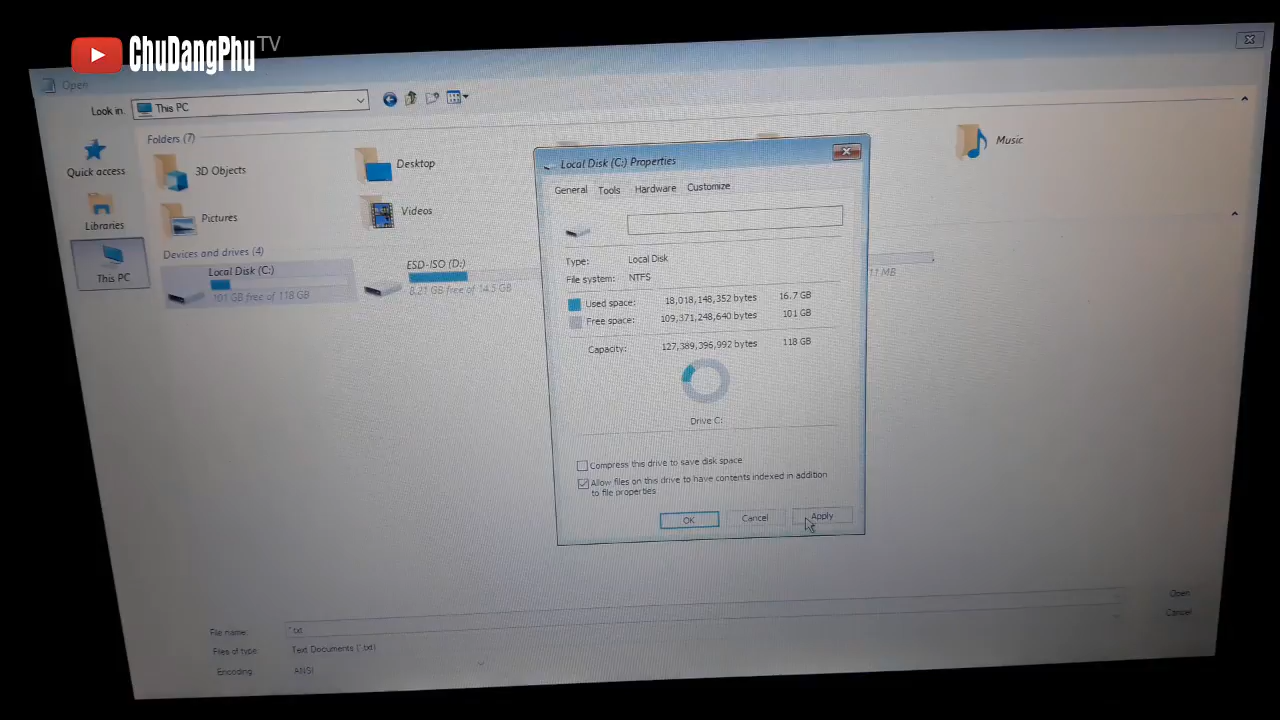 ChuDangPhu TV
Open
Look in:
This PC
Quick access
Libraries
This PC
Folders (7)
3D Objects
Desktop
Music
Pictures
Videos
Devices and drives (4)
Local Disk (C:)
101 GB free of 118 GB
ESD-ISO (D:)
8.21 GB free of 14.5 GB
11 MB
Local Disk (C:) Properties
General Tools Hardware Customize
Type: Local Disk
File system: NTFS
Used space: 18,018,148,352 bytes 16.7 GB
Free space: 109,371,248,640 bytes 101 GB
Capacity: 127,389,396,992 bytes 118 GB
Drive C:
Compress this drive to save disk space
Allow files on this drive to have contents indexed in addition
to file properties
OK Cancel Apply
File name: *.txt
Files of type: Text Documents (*.txt)
Encoding: ANSI
Open
Cancel